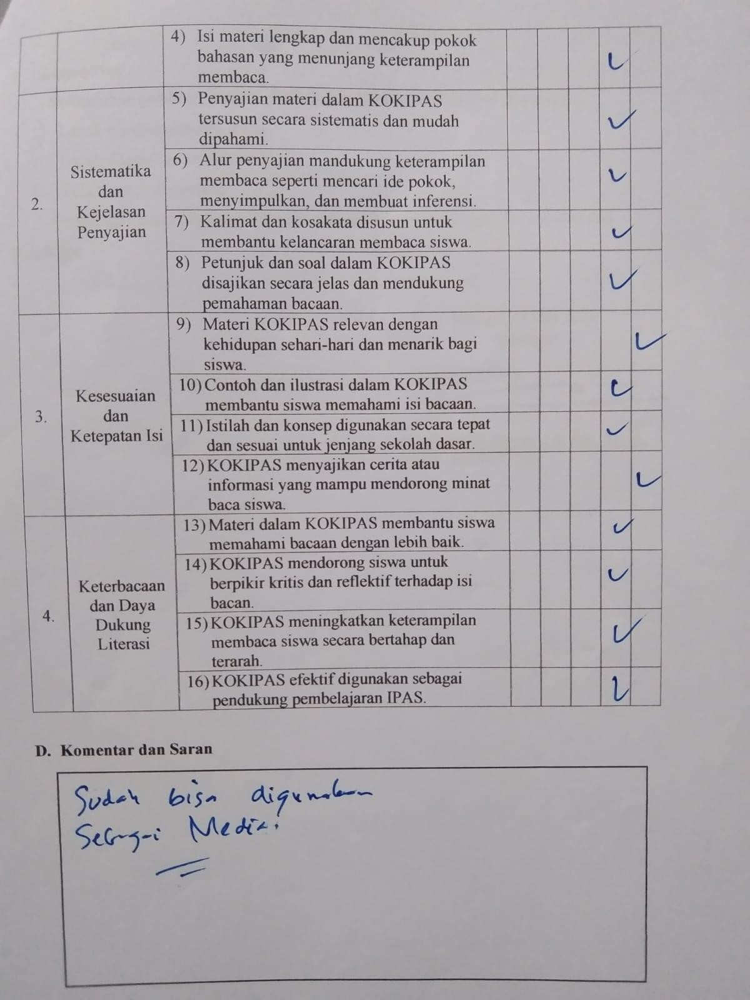 4) Isi materi lengkap dan mencakup pokok
bahasan yang menunjang keterampilan
membaca.
2.
Sistematika
dan
Kejelasan
Penyajian
5) Penyajian materi dalam KOKIPAS
tersusun secara sistematis dan mudah
dipahami.
6) Alur penyajian mandukung keterampilan
membaca seperti mencari ide pokok,
menyimpulkan, dan membuat inferensi.
7) Kalimat dan kosakata disusun untuk
membantu kelancaran membaca siswa.
8) Petunjuk dan soal dalam KOKIPAS
disajikan secara jelas dan mendukung
pemahaman bacaan.
3.
Kesesuaian
dan
Ketepatan Isi
9) Materi KOKIPAS relevan dengan
kehidupan sehari-hari dan menarik bagi
siswa.
10) Contoh dan ilustrasi dalam KOKIPAS
membantu siswa memahami isi bacaan.
11) Istilah dan konsep digunakan secara tepat
dan sesuai untuk jenjang sekolah dasar.
12) KOKIPAS menyajikan cerita atau
informasi yang mampu mendorong minat
baca siswa.
4.
Keterbacaan
dan Daya
Dukung
Literasi
13) Materi dalam KOKIPAS membantu siswa
memahami bacaan dengan lebih baik.
14) KOKIPAS mendorong siswa untuk
berpikir kritis dan reflektif terhadap isi
bacan.
15) KOKIPAS meningkatkan keterampilan
membaca siswa secara bertahap dan
terarah.
16) KOKIPAS efektif digunakan sebagai
pendukung pembelajaran IPAS.
D. Komentar dan Saran
Sudah bisa digunakan
Sebagai Media.